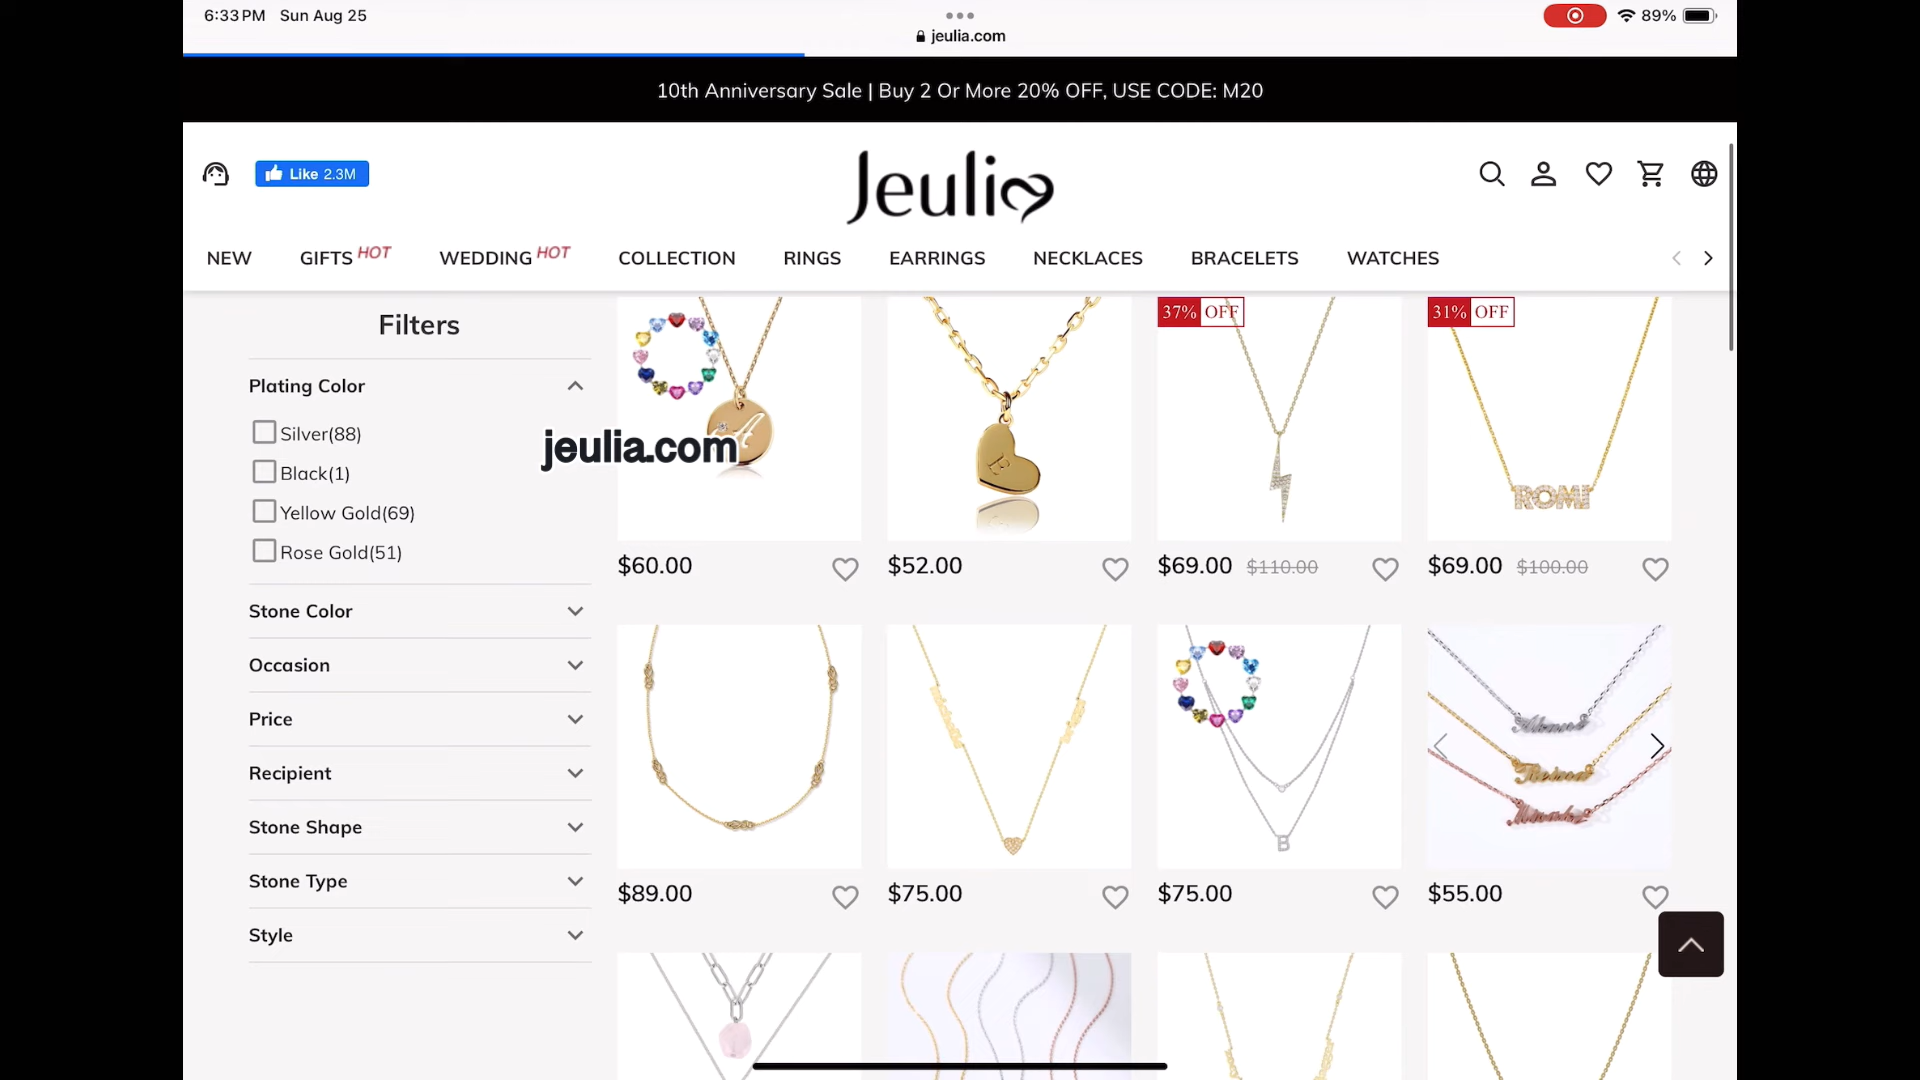 6:33 PM Sun Aug 25
89%
jeulia.com
10th Anniversary Sale | Buy 2 Or More 20% OFF, USE CODE: M20
Like 2.3M
Jeulia
NEW GIFTS HOT WEDDING HOT COLLECTION RINGS EARRINGS NECKLACES BRACELETS WATCHES
Filters
Plating Color
Silver(88)
Black(1)
Yellow Gold(69)
Rose Gold(51)
Stone Color
Occasion
Price
Recipient
Stone Shape
Stone Type
Style
jeulia.com
A
E
37% OFF
31% OFF
ROMI
$60.00
$52.00
$69.00 $110.00
$69.00 $100.00
B
$89.00
$75.00
$75.00
$55.00